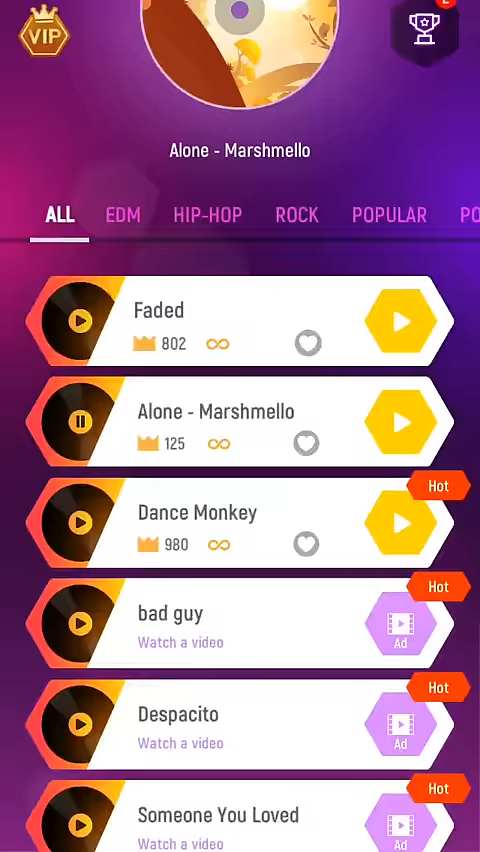 VIP
Alone - Marshmello
ALL EDM HIP-HOP ROCK POPULAR PO
Faded
802
Alone - Marshmello
125
Hot
Dance Monkey
980
Hot
bad guy
Watch a video
Ad
Hot
Despacito
Watch a video
Ad
Hot
Someone You Loved
Watch a video
Ad